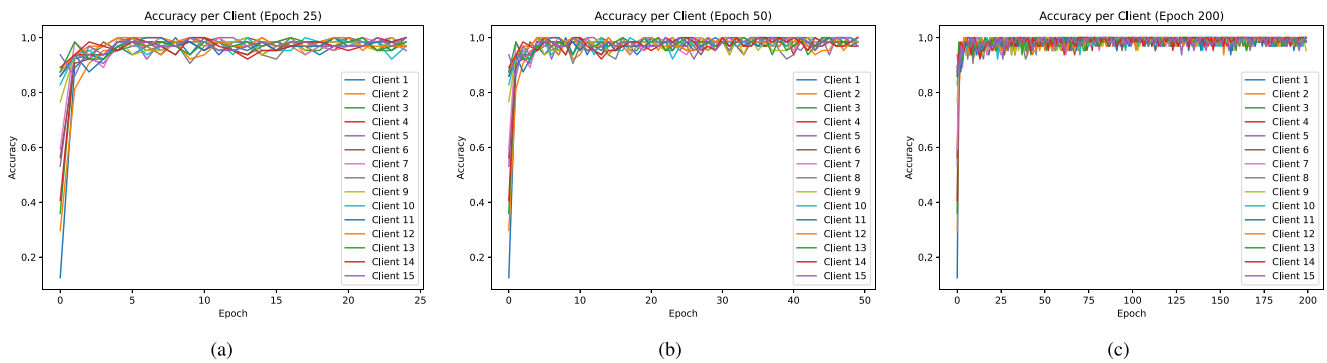 Accuracy per Client (Epoch 25)
Accuracy
1.0
0.8
0.6
0.4
0.2
0
5
10
15
20
25
Epoch
Client 1
Client 2
Client 3
Client 4
Client 5
Client 6
Client 7
Client 8
Client 9
Client 10
Client 11
Client 12
Client 13
Client 14
Client 15
(a)
Accuracy per Client (Epoch 50)
Accuracy
1.0
0.8
0.6
0.4
0.2
0
10
20
30
40
50
Epoch
Client 1
Client 2
Client 3
Client 4
Client 5
Client 6
Client 7
Client 8
Client 9
Client 10
Client 11
Client 12
Client 13
Client 14
Client 15
(b)
Accuracy per Client (Epoch 200)
Accuracy
1.0
0.8
0.6
0.4
0.2
0
25
50
75
100
125
150
175
200
Epoch
Client 1
Client 2
Client 3
Client 4
Client 5
Client 6
Client 7
Client 8
Client 9
Client 10
Client 11
Client 12
Client 13
Client 14
Client 15
(c)